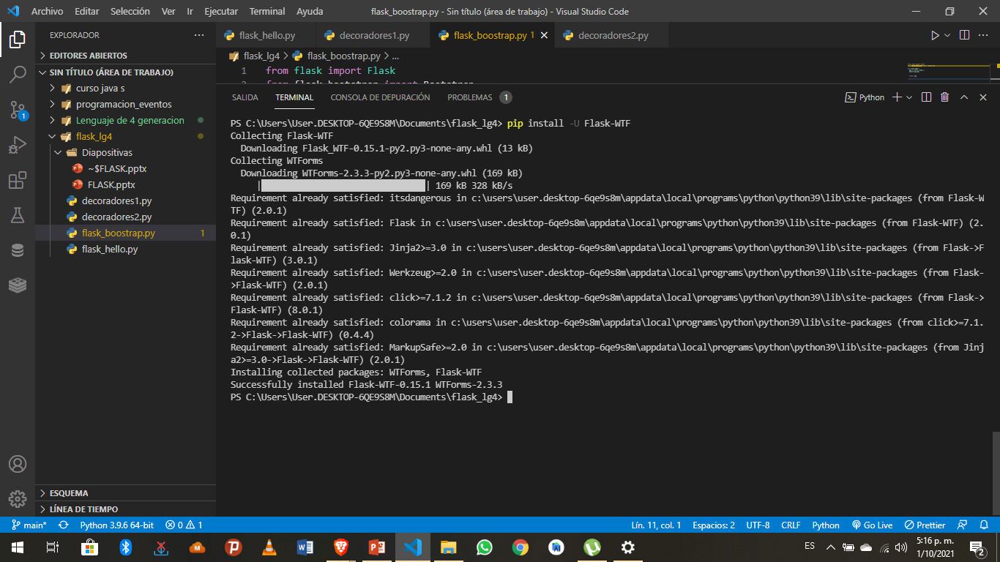 Archivo Editar Selección Ver Ir Ejecutar Terminal Ayuda
flask_boostrap.py - Sin título (área de trabajo) - Visual Studio Code
EXPLORADOR
EDITORES ABIERTOS
SIN TÍTULO (ÁREA DE TRABAJO)
curso java s
programacion_eventos
Lenguaje de 4 generacion
flask_lg4
Diapositivas
~$FLASK.pptx
FLASK.pptx
decoradores1.py
decoradores2.py
flask_boostrap.py 1
flask_hello.py
ESQUEMA
LÍNEA DE TIEMPO
flask_hello.py decoradores1.py flask_boostrap.py 1 decoradores2.py
flask_lg4 > flask_boostrap.py > ...
1 from flask import Flask
SALIDA TERMINAL CONSOLA DE DEPURACIÓN PROBLEMAS 1
Python
PS C:\Users\User.DESKTOP-6QE9S8M\Documents\flask_lg4> pip install -U Flask-WTF
Collecting Flask-WTF
Downloading Flask_WTF-0.15.1-py2.py3-none-any.whl (13 kB)
Collecting WTForms
Downloading WTForms-2.3.3-py2.py3-none-any.whl (169 kB)
| | 169 kB 328 kB/s
Requirement already satisfied: itsdangerous in c:\users\user.desktop-6qe9s8m\appdata\local\programs\python\python39\lib\site-packages (from Flask-W
TF) (2.0.1)
Requirement already satisfied: Flask in c:\users\user.desktop-6qe9s8m\appdata\local\programs\python\python39\lib\site-packages (from Flask-WTF) (2.
0.1)
Requirement already satisfied: Jinja2>=3.0 in c:\users\user.desktop-6qe9s8m\appdata\local\programs\python\python39\lib\site-packages (from Flask->F
lask-WTF) (3.0.1)
Requirement already satisfied: Werkzeug>=2.0 in c:\users\user.desktop-6qe9s8m\appdata\local\programs\python\python39\lib\site-packages (from Flask-
>Flask-WTF) (2.0.1)
Requirement already satisfied: click>=7.1.2 in c:\users\user.desktop-6qe9s8m\appdata\local\programs\python\python39\lib\site-packages (from Flask->
Flask-WTF) (8.0.1)
Requirement already satisfied: colorama in c:\users\user.desktop-6qe9s8m\appdata\local\programs\python\python39\lib\site-packages (from click>=7.1.
2->Flask->Flask-WTF) (0.4.4)
Requirement already satisfied: MarkupSafe>=2.0 in c:\users\user.desktop-6qe9s8m\appdata\local\programs\python\python39\lib\site-packages (from Jinj
a2>=3.0->Flask->Flask-WTF) (2.0.1)
Installing collected packages: WTForms, Flask-WTF
Successfully installed Flask-WTF-0.15.1 WTForms-2.3.3
PS C:\Users\User.DESKTOP-6QE9S8M\Documents\flask_lg4>
main* Python 3.9.6 64-bit 0 1
Lín. 11, col. 1 Espacios: 2 UTF-8 CRLF Python Go Live Prettier
ES
5:16 p. m.
1/10/2021
2